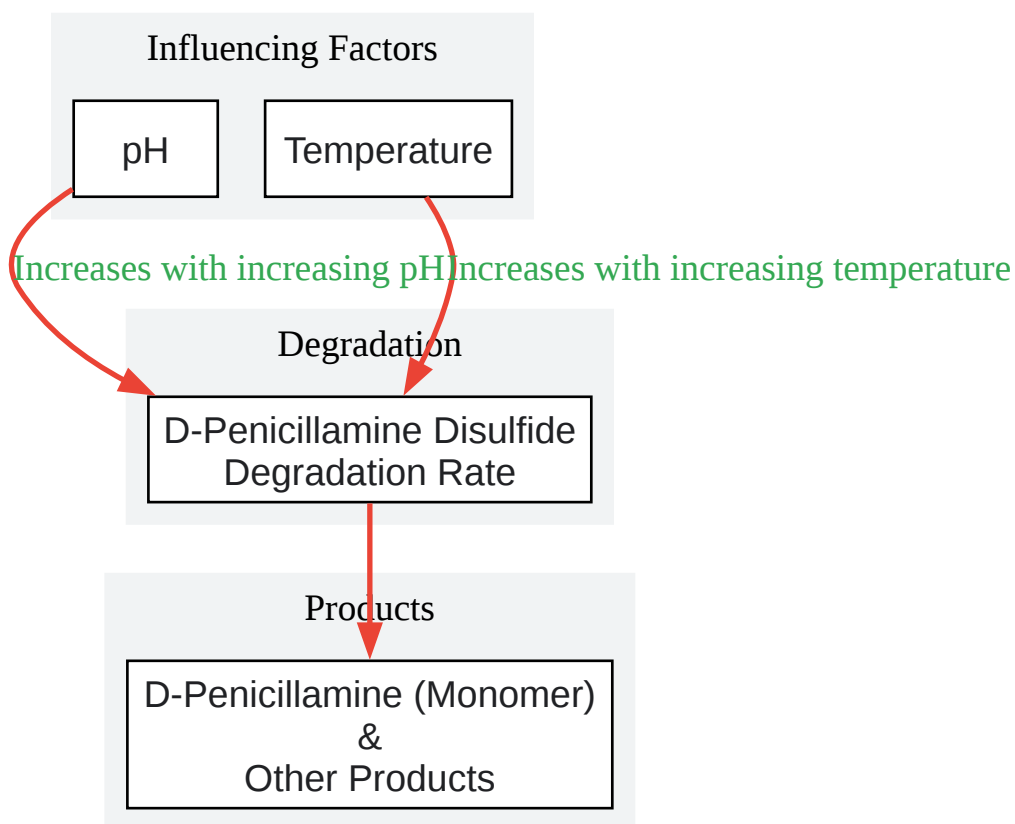 Influencing Factors
pH
Temperature
Increases with increasing pH
Increases with increasing temperature
Degradation
D-Penicillamine Disulfide
Degradation Rate
Products
D-Penicillamine (Monomer)
&
Other Products